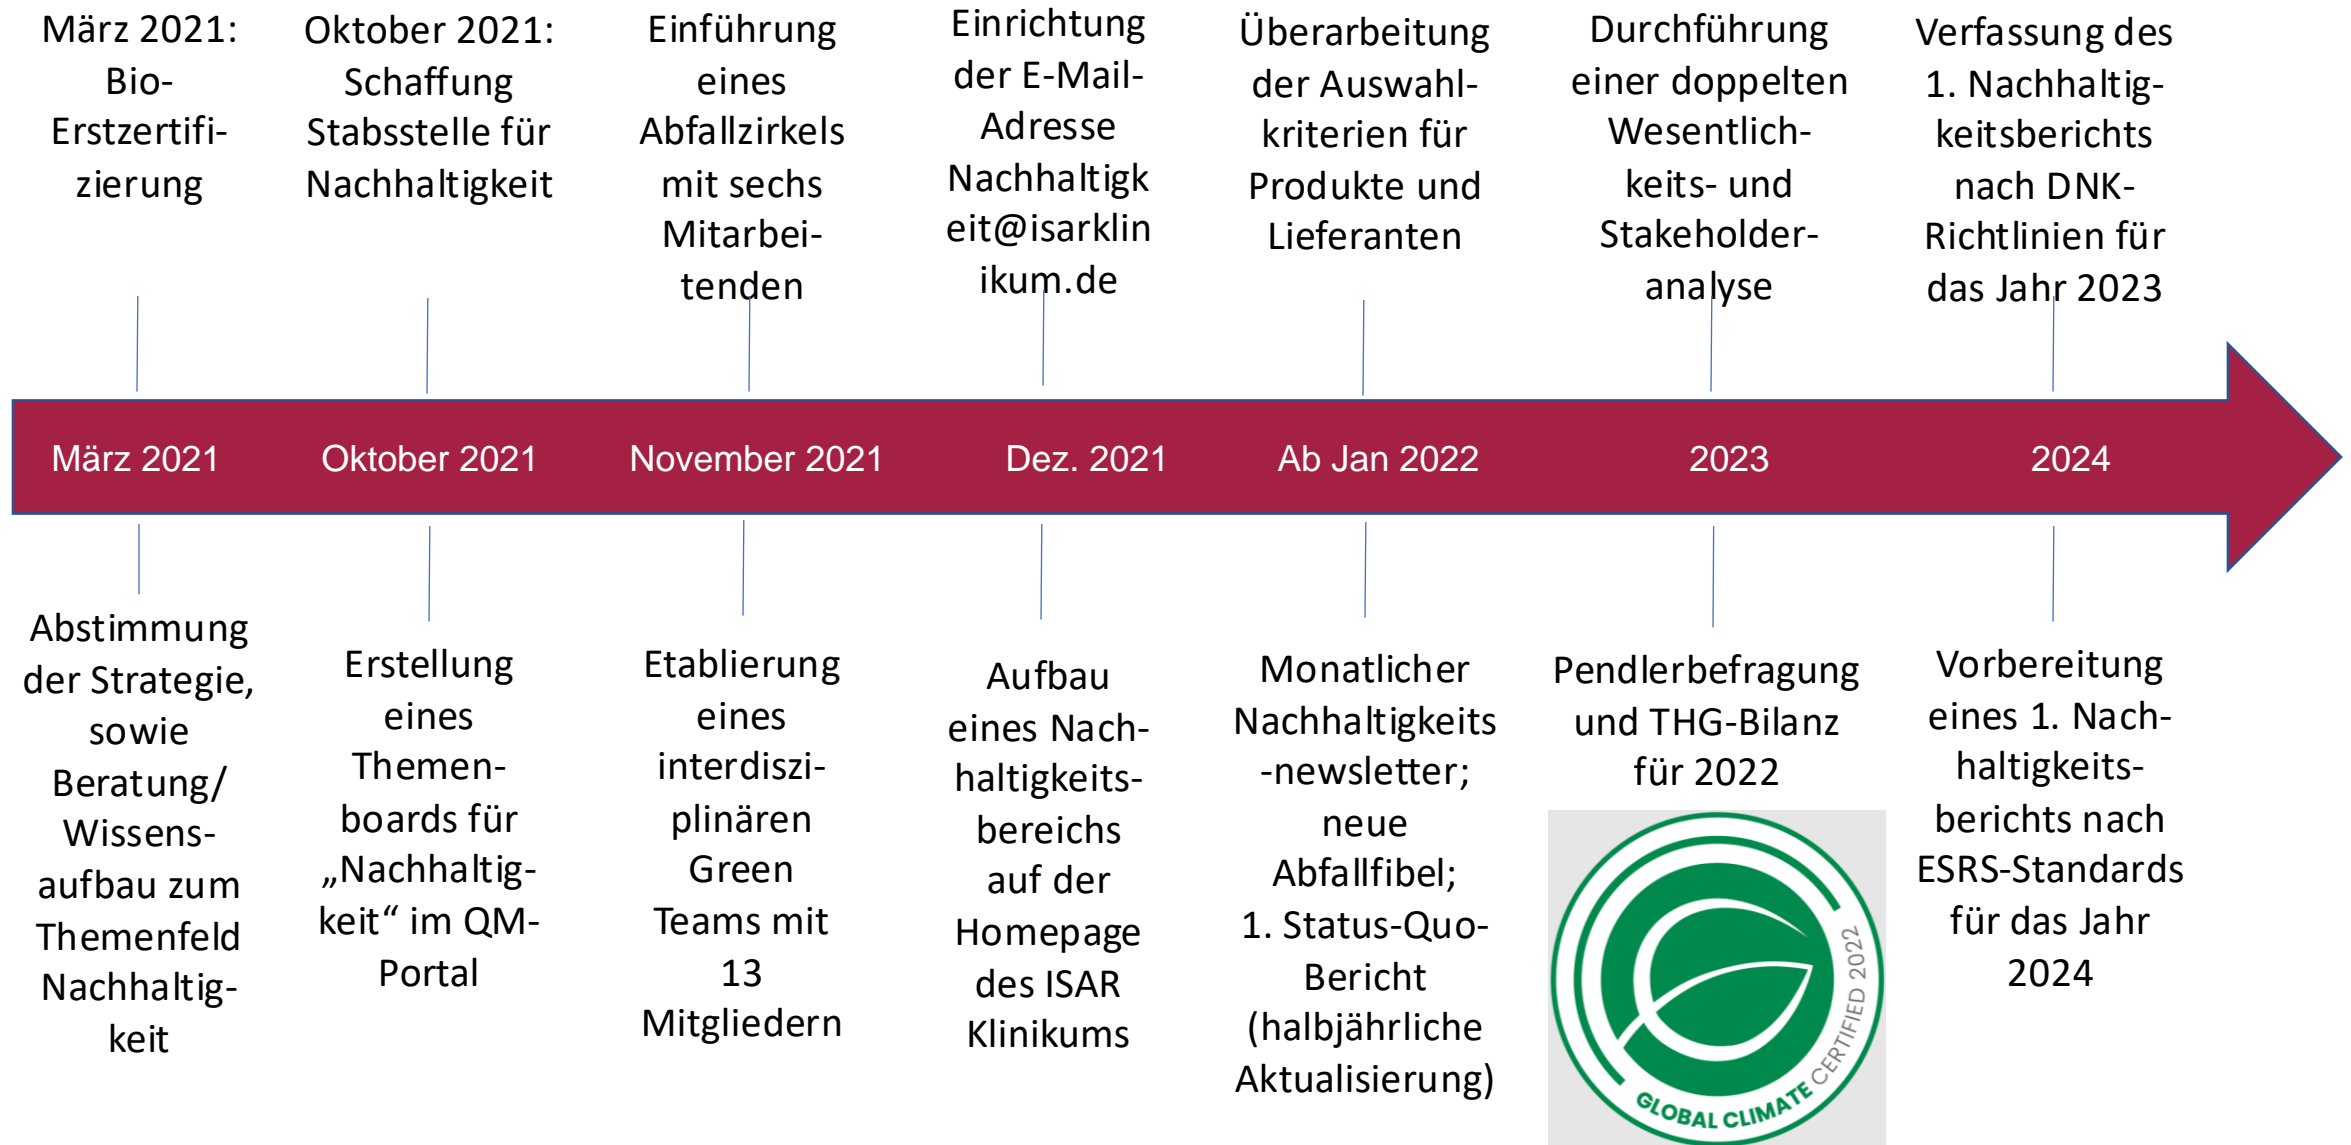 März 2021:
Bio-
Erstzertifi-
zierung
Oktober 2021:
Schaffung
Stabsstelle für
Nachhaltigkeit
Einführung
eines
Abfallzirkels
mit sechs
Mitarbei-
tenden
Einrichtung
der E-Mail-
Adresse
Nachhaltigk
eit@isarklin
ikum.de
Überarbeitung
der Auswahl-
kriterien für
Produkte und
Lieferanten
Durchführung
einer doppelten
Wesentlich-
keits- und
Stakeholder-
analyse
Verfassung des
1. Nachhaltig-
keitsberichts
nach DNK-
Richtlinien für
das Jahr 2023
März 2021
Oktober 2021
November 2021
Dez. 2021
Ab Jan 2022
2023
2024
Abstimmung
der Strategie,
sowie
Beratung/
Wissens-
aufbau zum
Themenfeld
Nachhaltig-
keit
Erstellung
eines
Themen-
boards für
„Nachhaltig-
keit“ im QM-
Portal
Etablierung
eines
interdiszi-
plinären
Green
Teams mit
13
Mitgliedern
Aufbau
eines Nach-
haltigkeits-
bereichs
auf der
Homepage
des ISAR
Klinikums
Monatlicher
Nachhaltigkeits
-newsletter;
neue
Abfallfibel;
1. Status-Quo-
Bericht
(halbjährliche
Aktualisierung)
Pendlerbefragung
und THG-Bilanz
für 2022
GLOBAL CLIMATE CERTIFIED 2022
Vorbereitung
eines 1. Nach-
haltigkeits-
berichts nach
ESRS-Standards
für das Jahr
2024